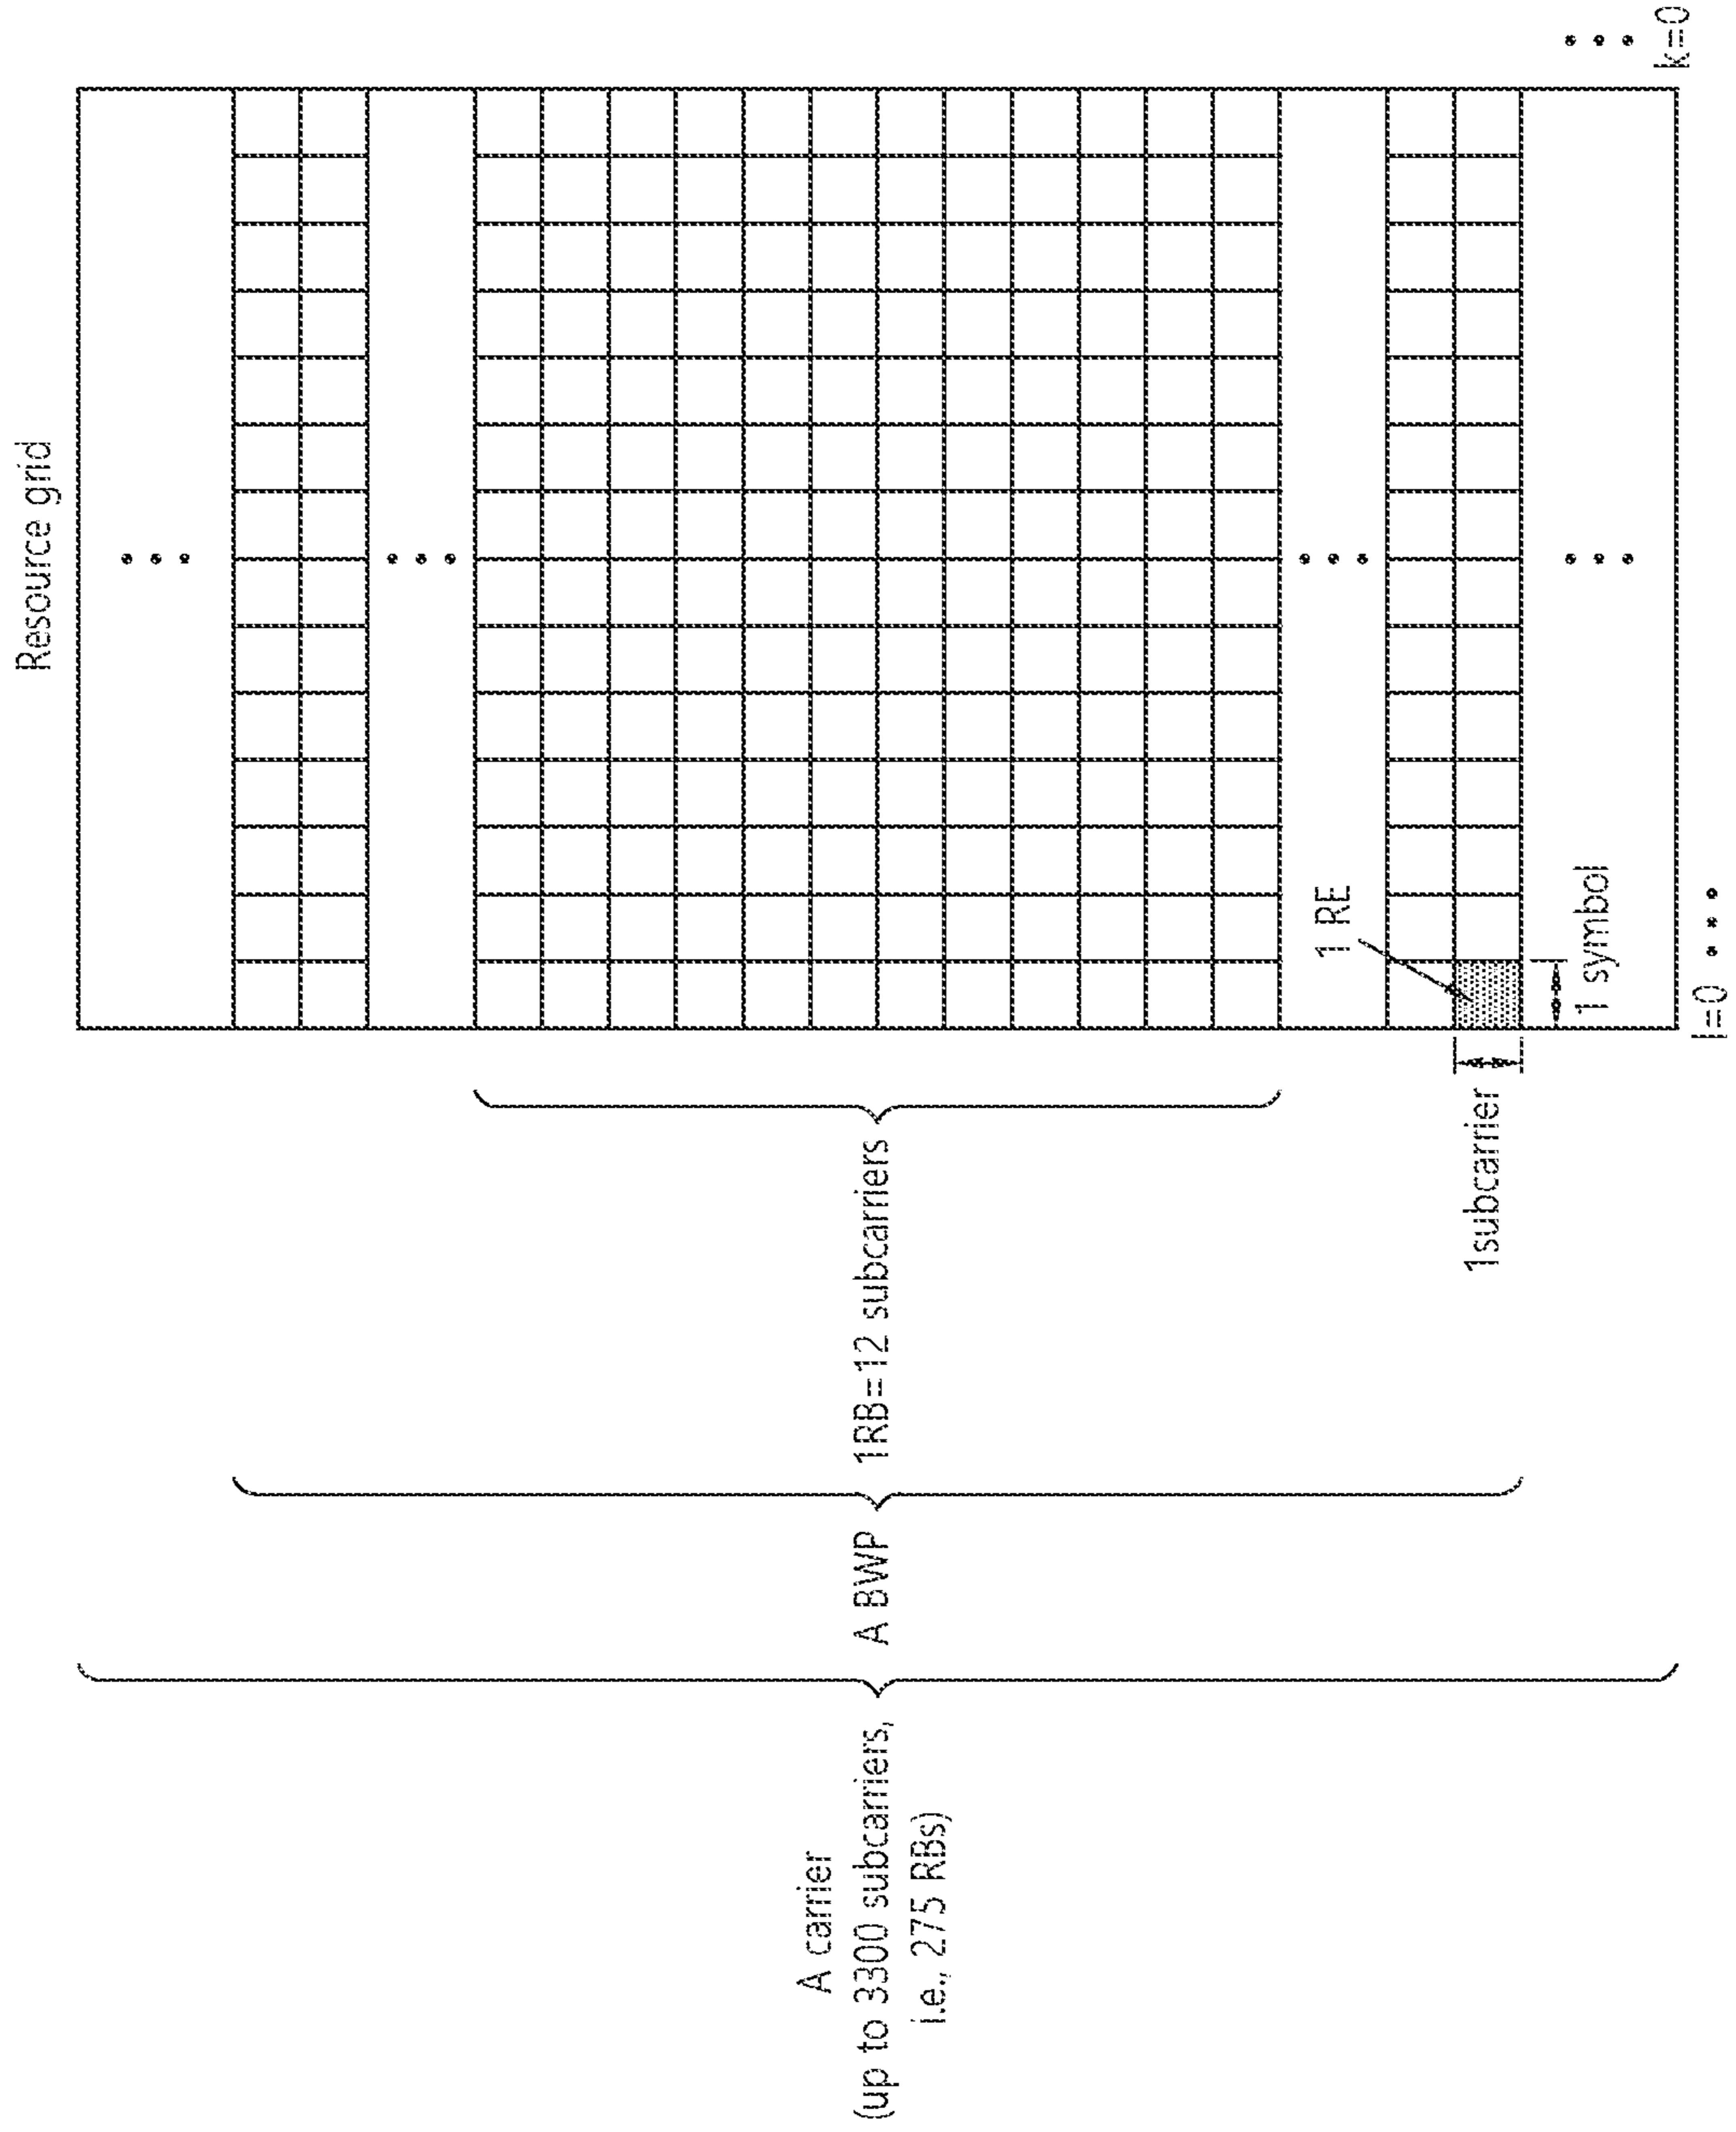 Resource grid
A carrier
(up to 3300 subcarriers,
i.e., 275 RBs)
A BWP
1RB=12 subcarriers
1 RE
1subcarrier
1 symbol
l=0
k=0